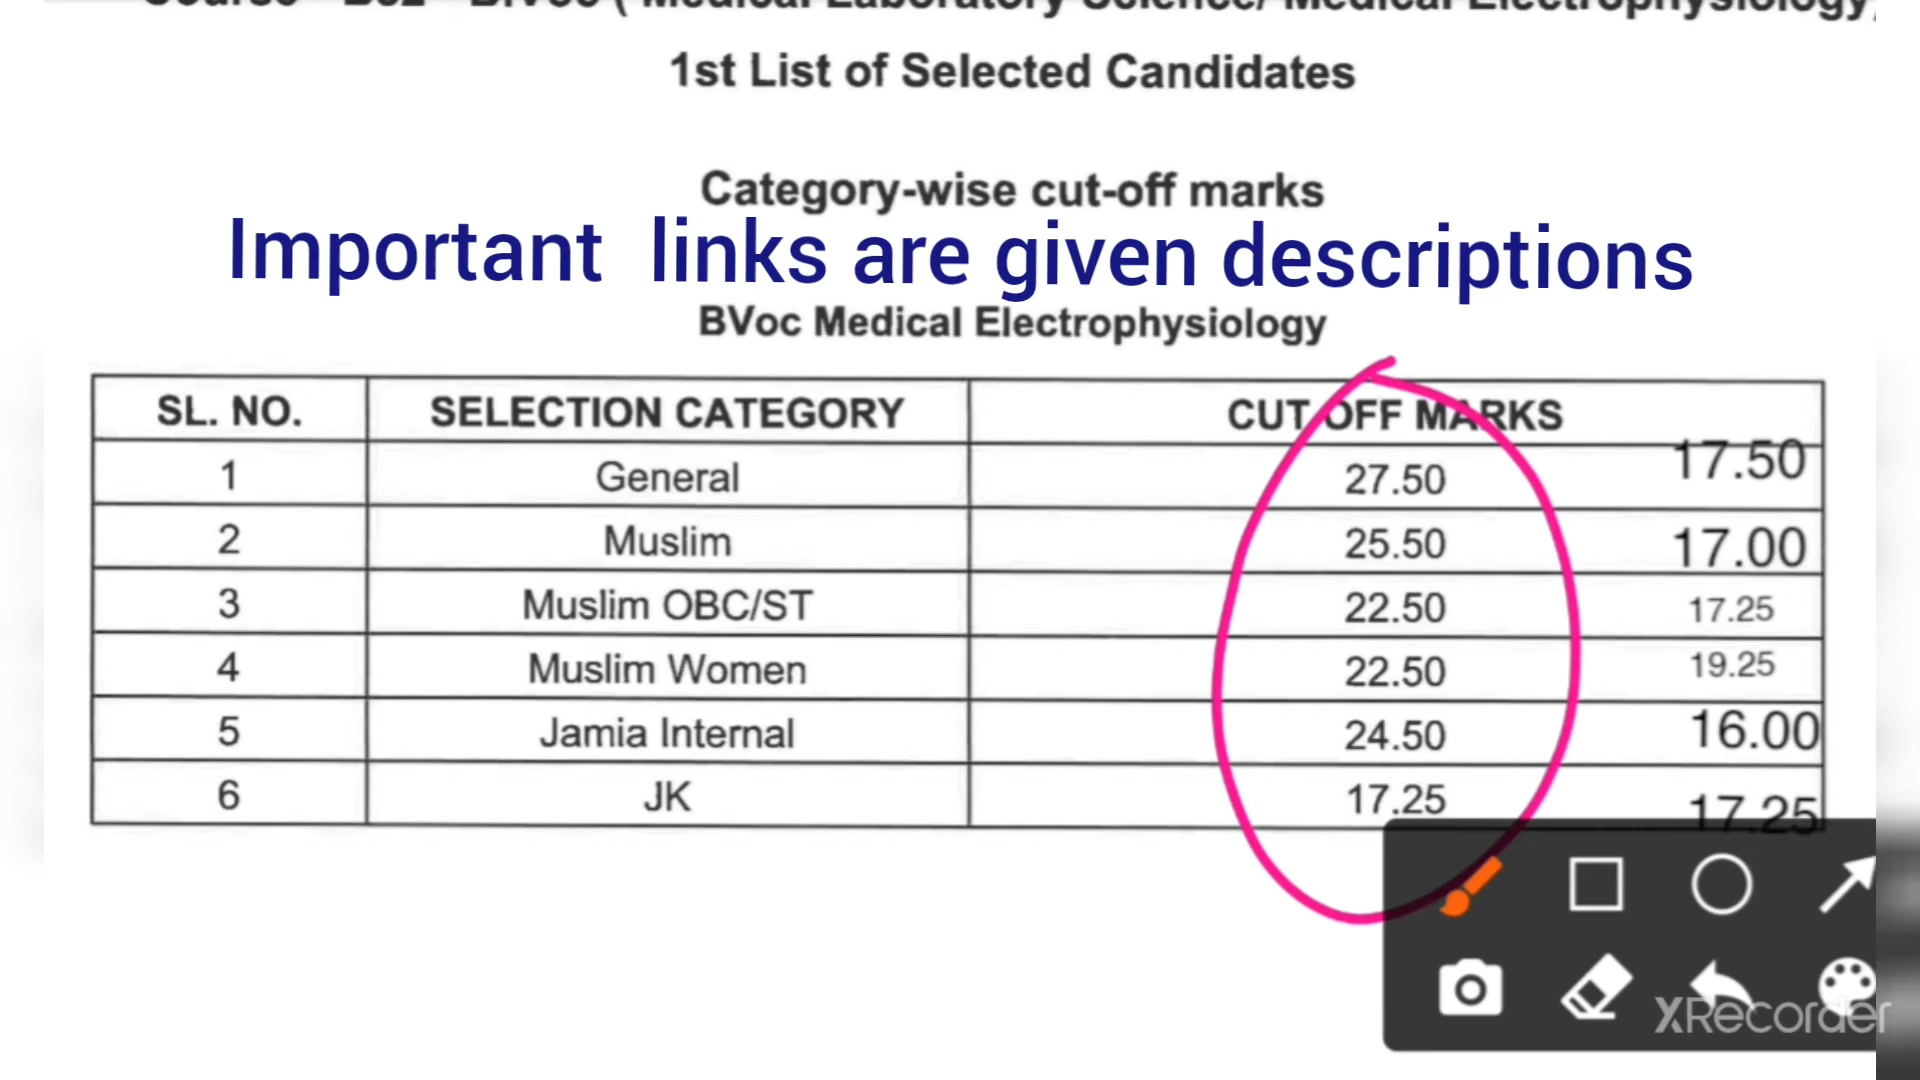 Course - B82 - BVoc ( Medical Laboratory Science/ Medical Electrophysiology)
1st List of Selected Candidates
Category-wise cut-off marks
Important links are given descriptions
BVoc Medical Electrophysiology
SL. NO. SELECTION CATEGORY CUT OFF MARKS
1 General 27.50 17.50
2 Muslim 25.50 17.00
3 Muslim OBC/ST 22.50 17.25
4 Muslim Women 22.50 19.25
5 Jamia Internal 24.50 16.00
6 JK 17.25 17.25
XRecorder